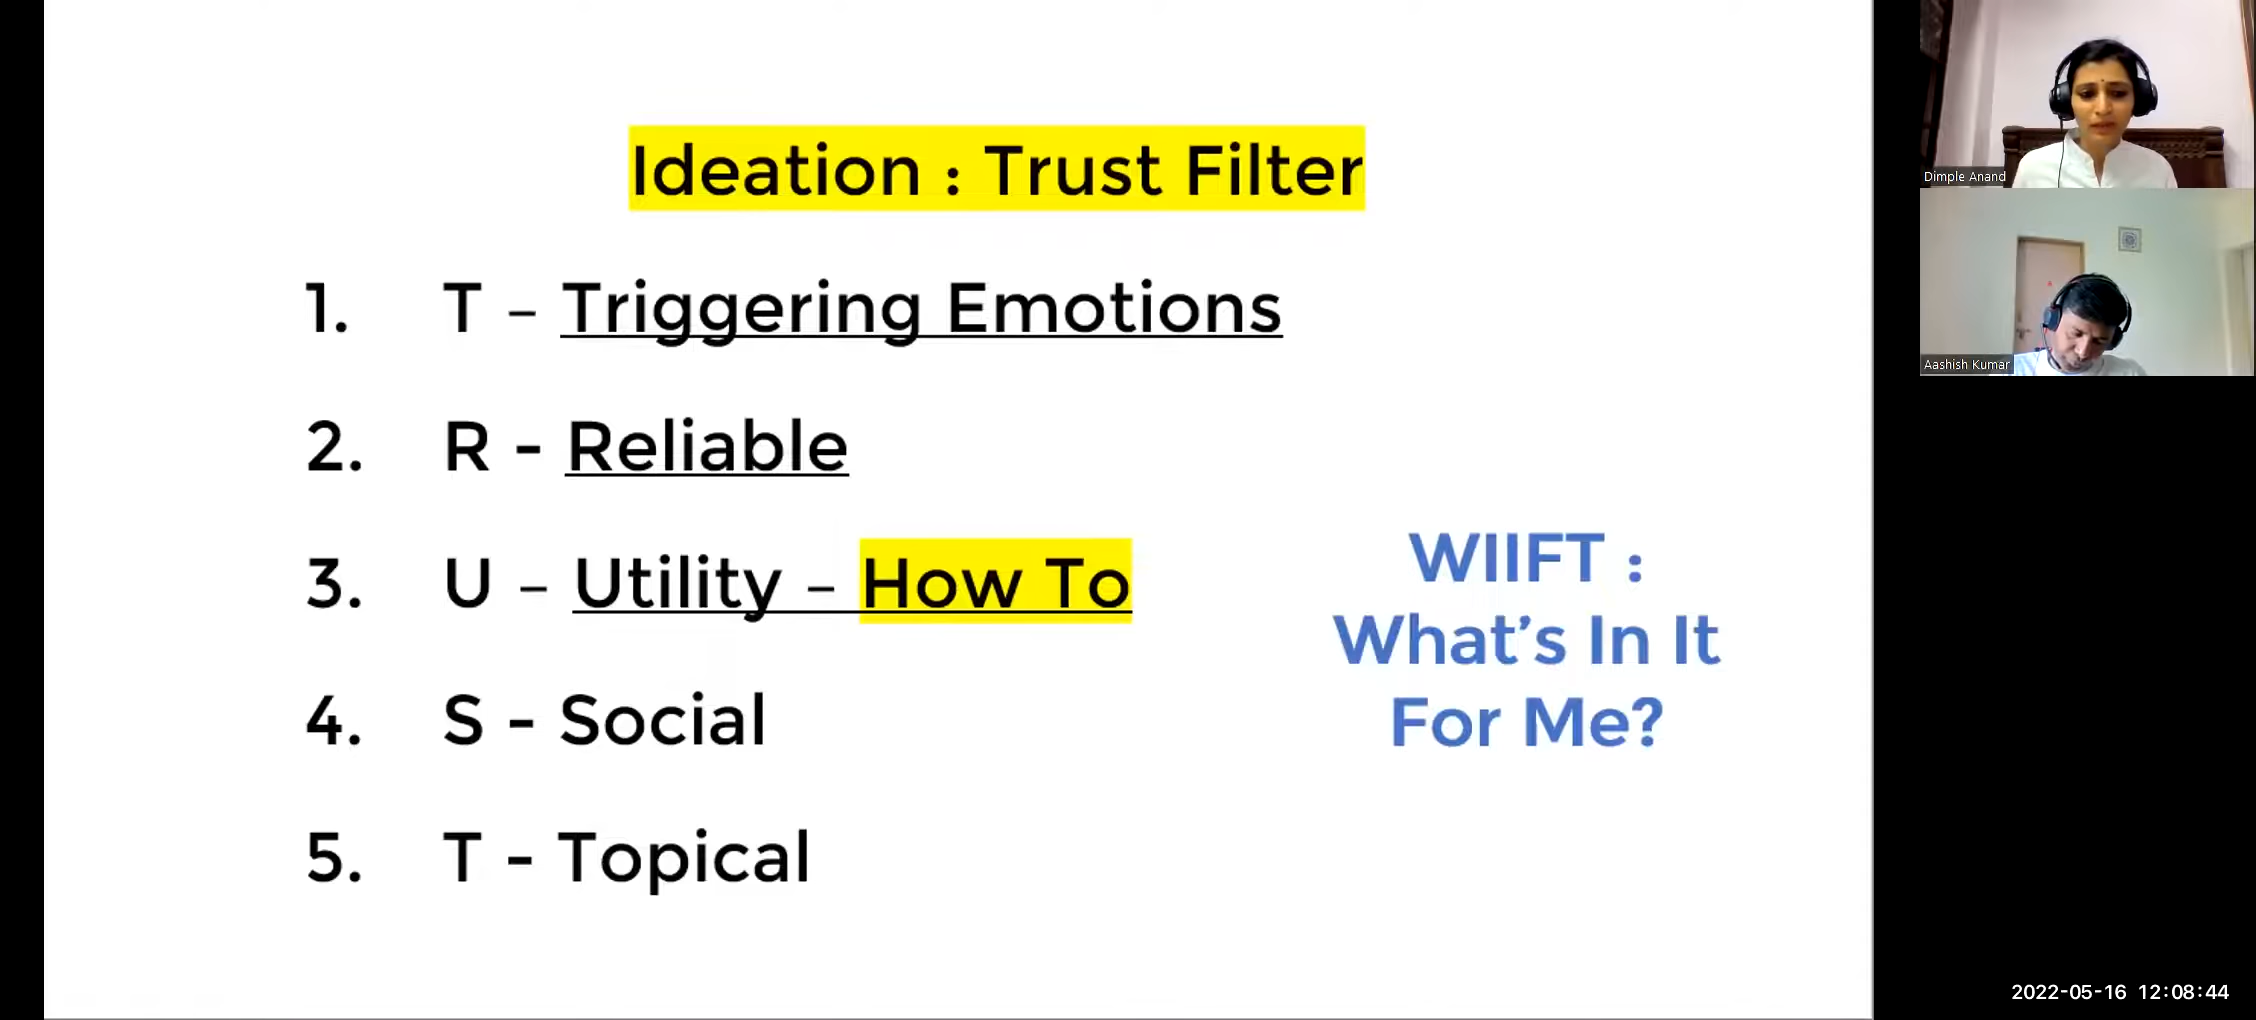 Ideation : Trust Filter
1. T – Triggering Emotions
2. R - Reliable
3. U – Utility – How To
4. S - Social
5. T - Topical
WIIFT :
What's In It
For Me?
Dimple Anand
Aashish Kumar
2022-05-16 12:08:44